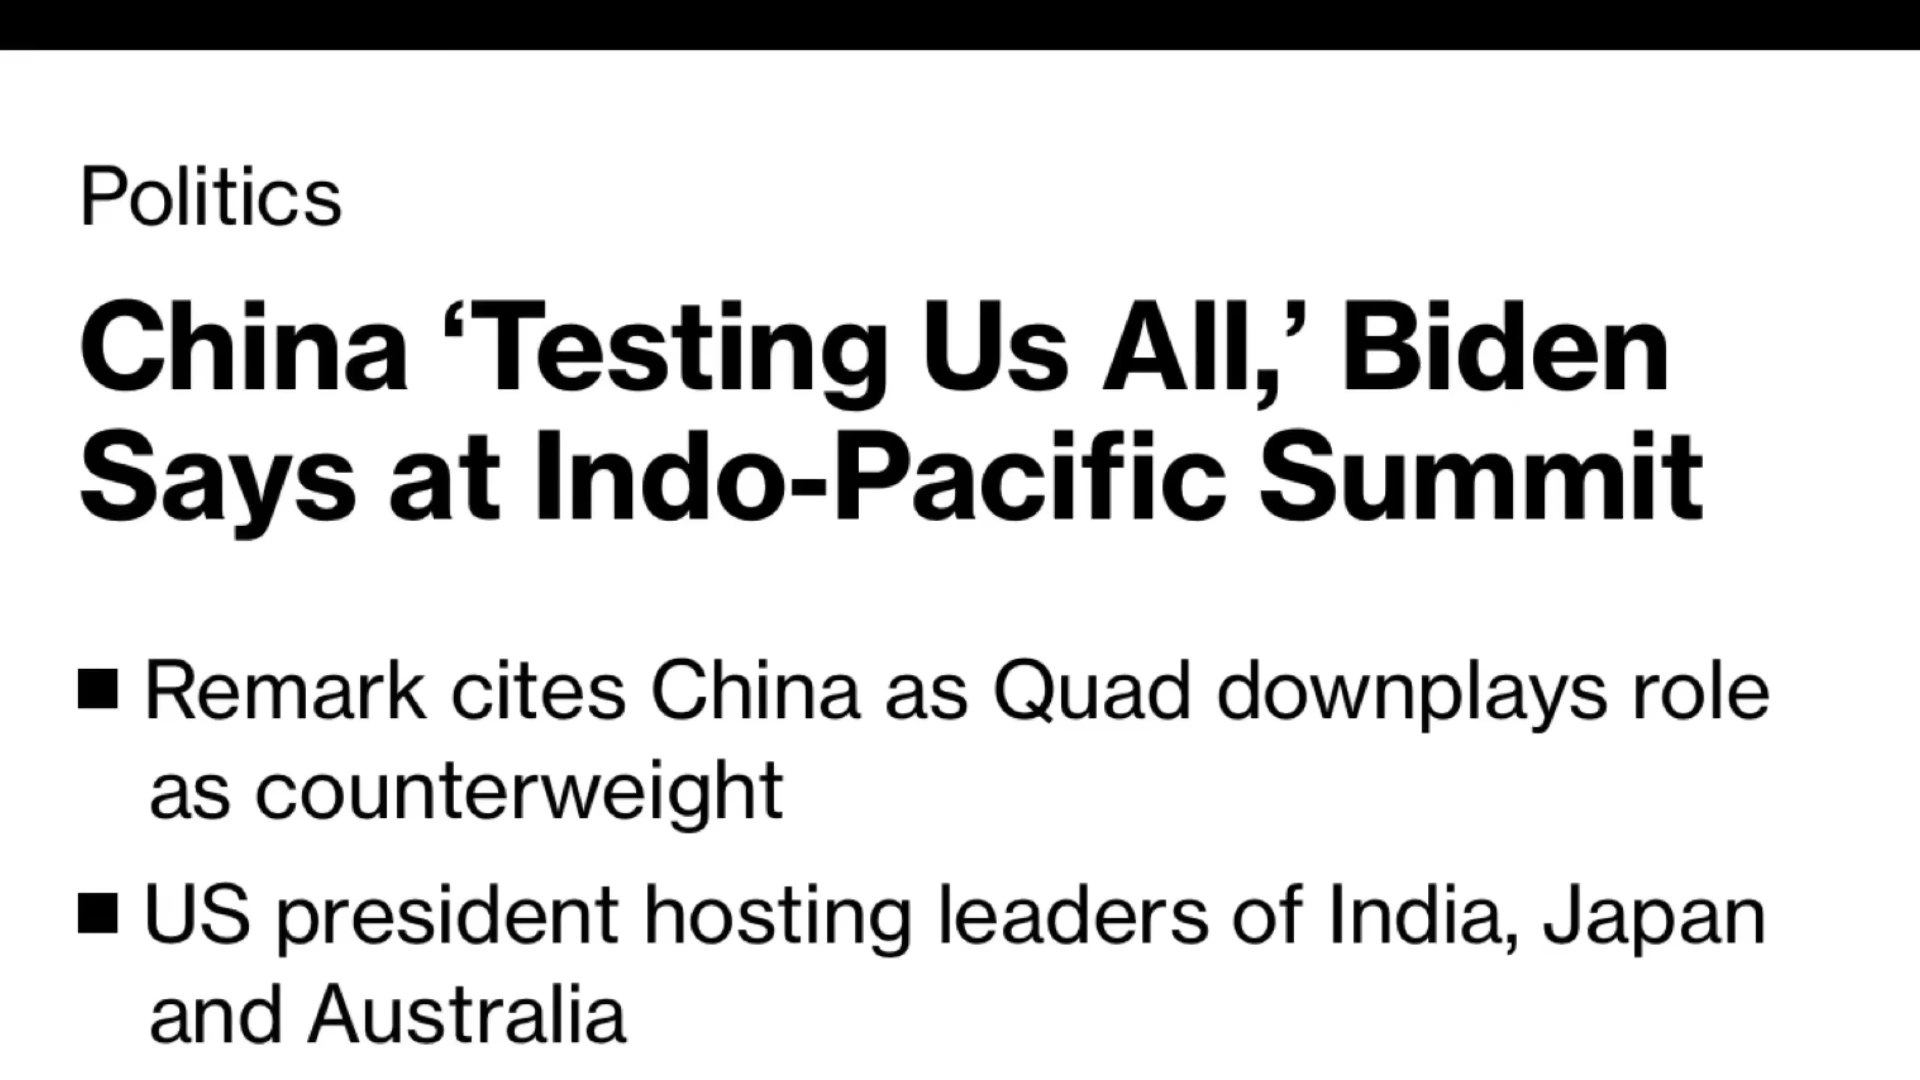 Politics
China ‘Testing Us All,’ Biden
Says at Indo-Pacific Summit
■ Remark cites China as Quad downplays role
as counterweight
■ US president hosting leaders of India, Japan
and Australia